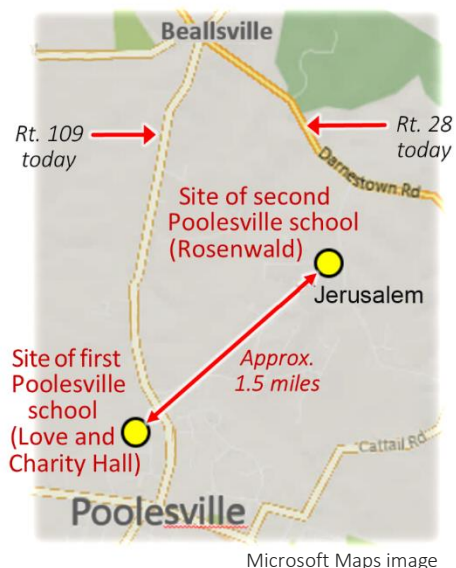 Beallsville
Rt. 109
today
Rt. 28
today
Darnestown Rd
Site of second
Poolesville school
(Rosenwald)
Jerusalem
Approx.
1.5 miles
Site of first
Poolesville
school
(Love and
Charity Hall)
Cattail Rd
Poolesville
Microsoft Maps image